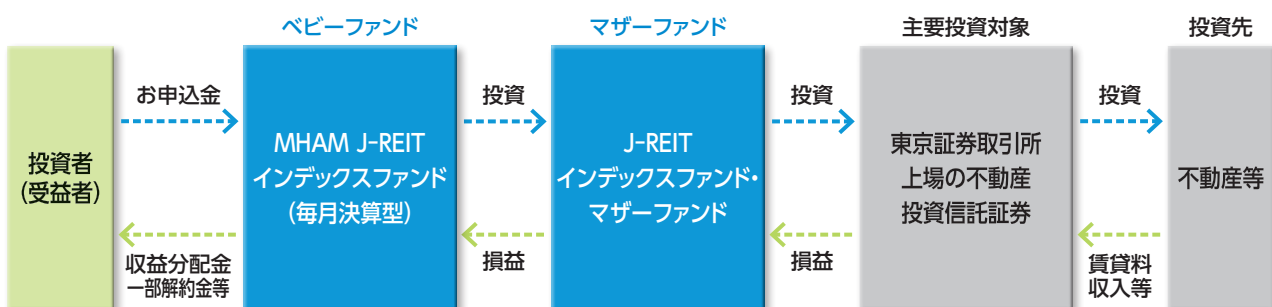 ベビーファンド
マザーファンド
主要投資対象
投資先
投資者
(受益者)
お申込金
収益分配金
一部解約金等
MHAM J-REIT
インデックスファンド
(毎月決算型)
投資
損益
J-REIT
インデックスファンド・
マザーファンド
投資
損益
東京証券取引所
上場の不動産
投資信託証券
投資
賃貸料
収入等
不動産等